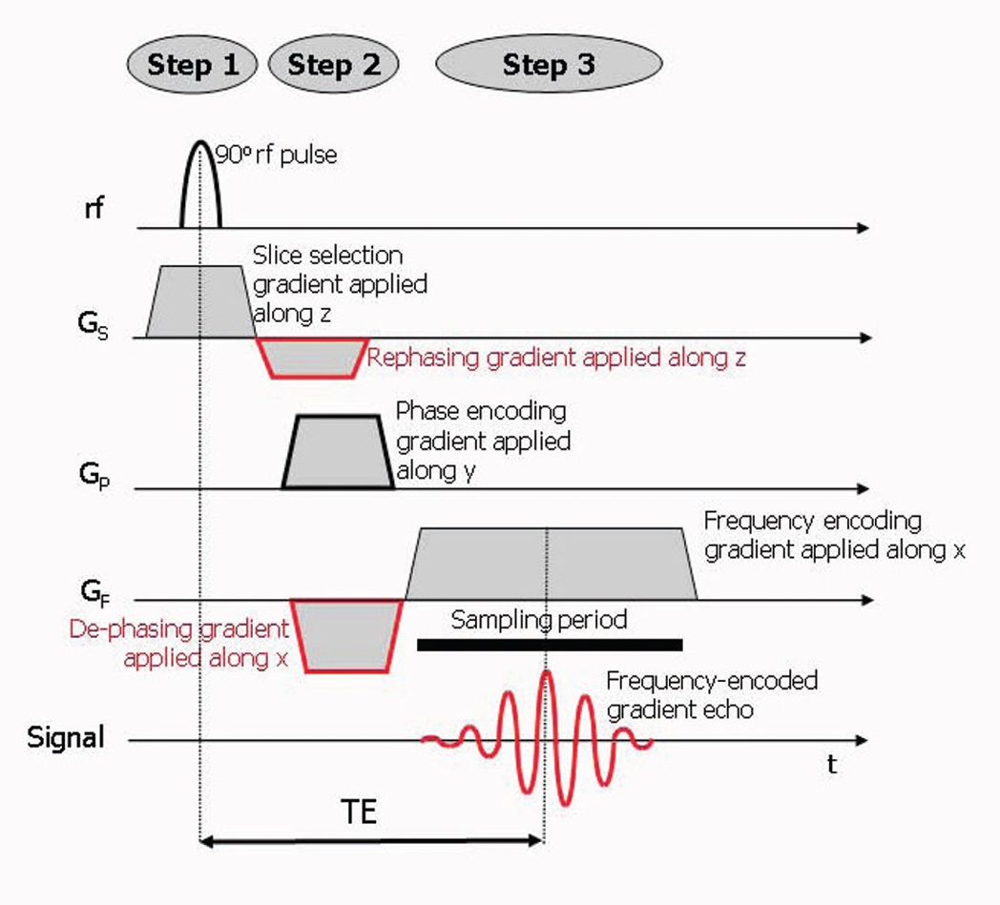 Step 1
Step 2
Step 3
90º rf pulse
rf
Slice selection
gradient applied
along z
GS
Rephasing gradient applied along z
Phase encoding
gradient applied
along y
GP
Frequency encoding
gradient applied along x
GF
Sampling period
De-phasing gradient
applied along x
Frequency-encoded
gradient echo
Signal
t
TE